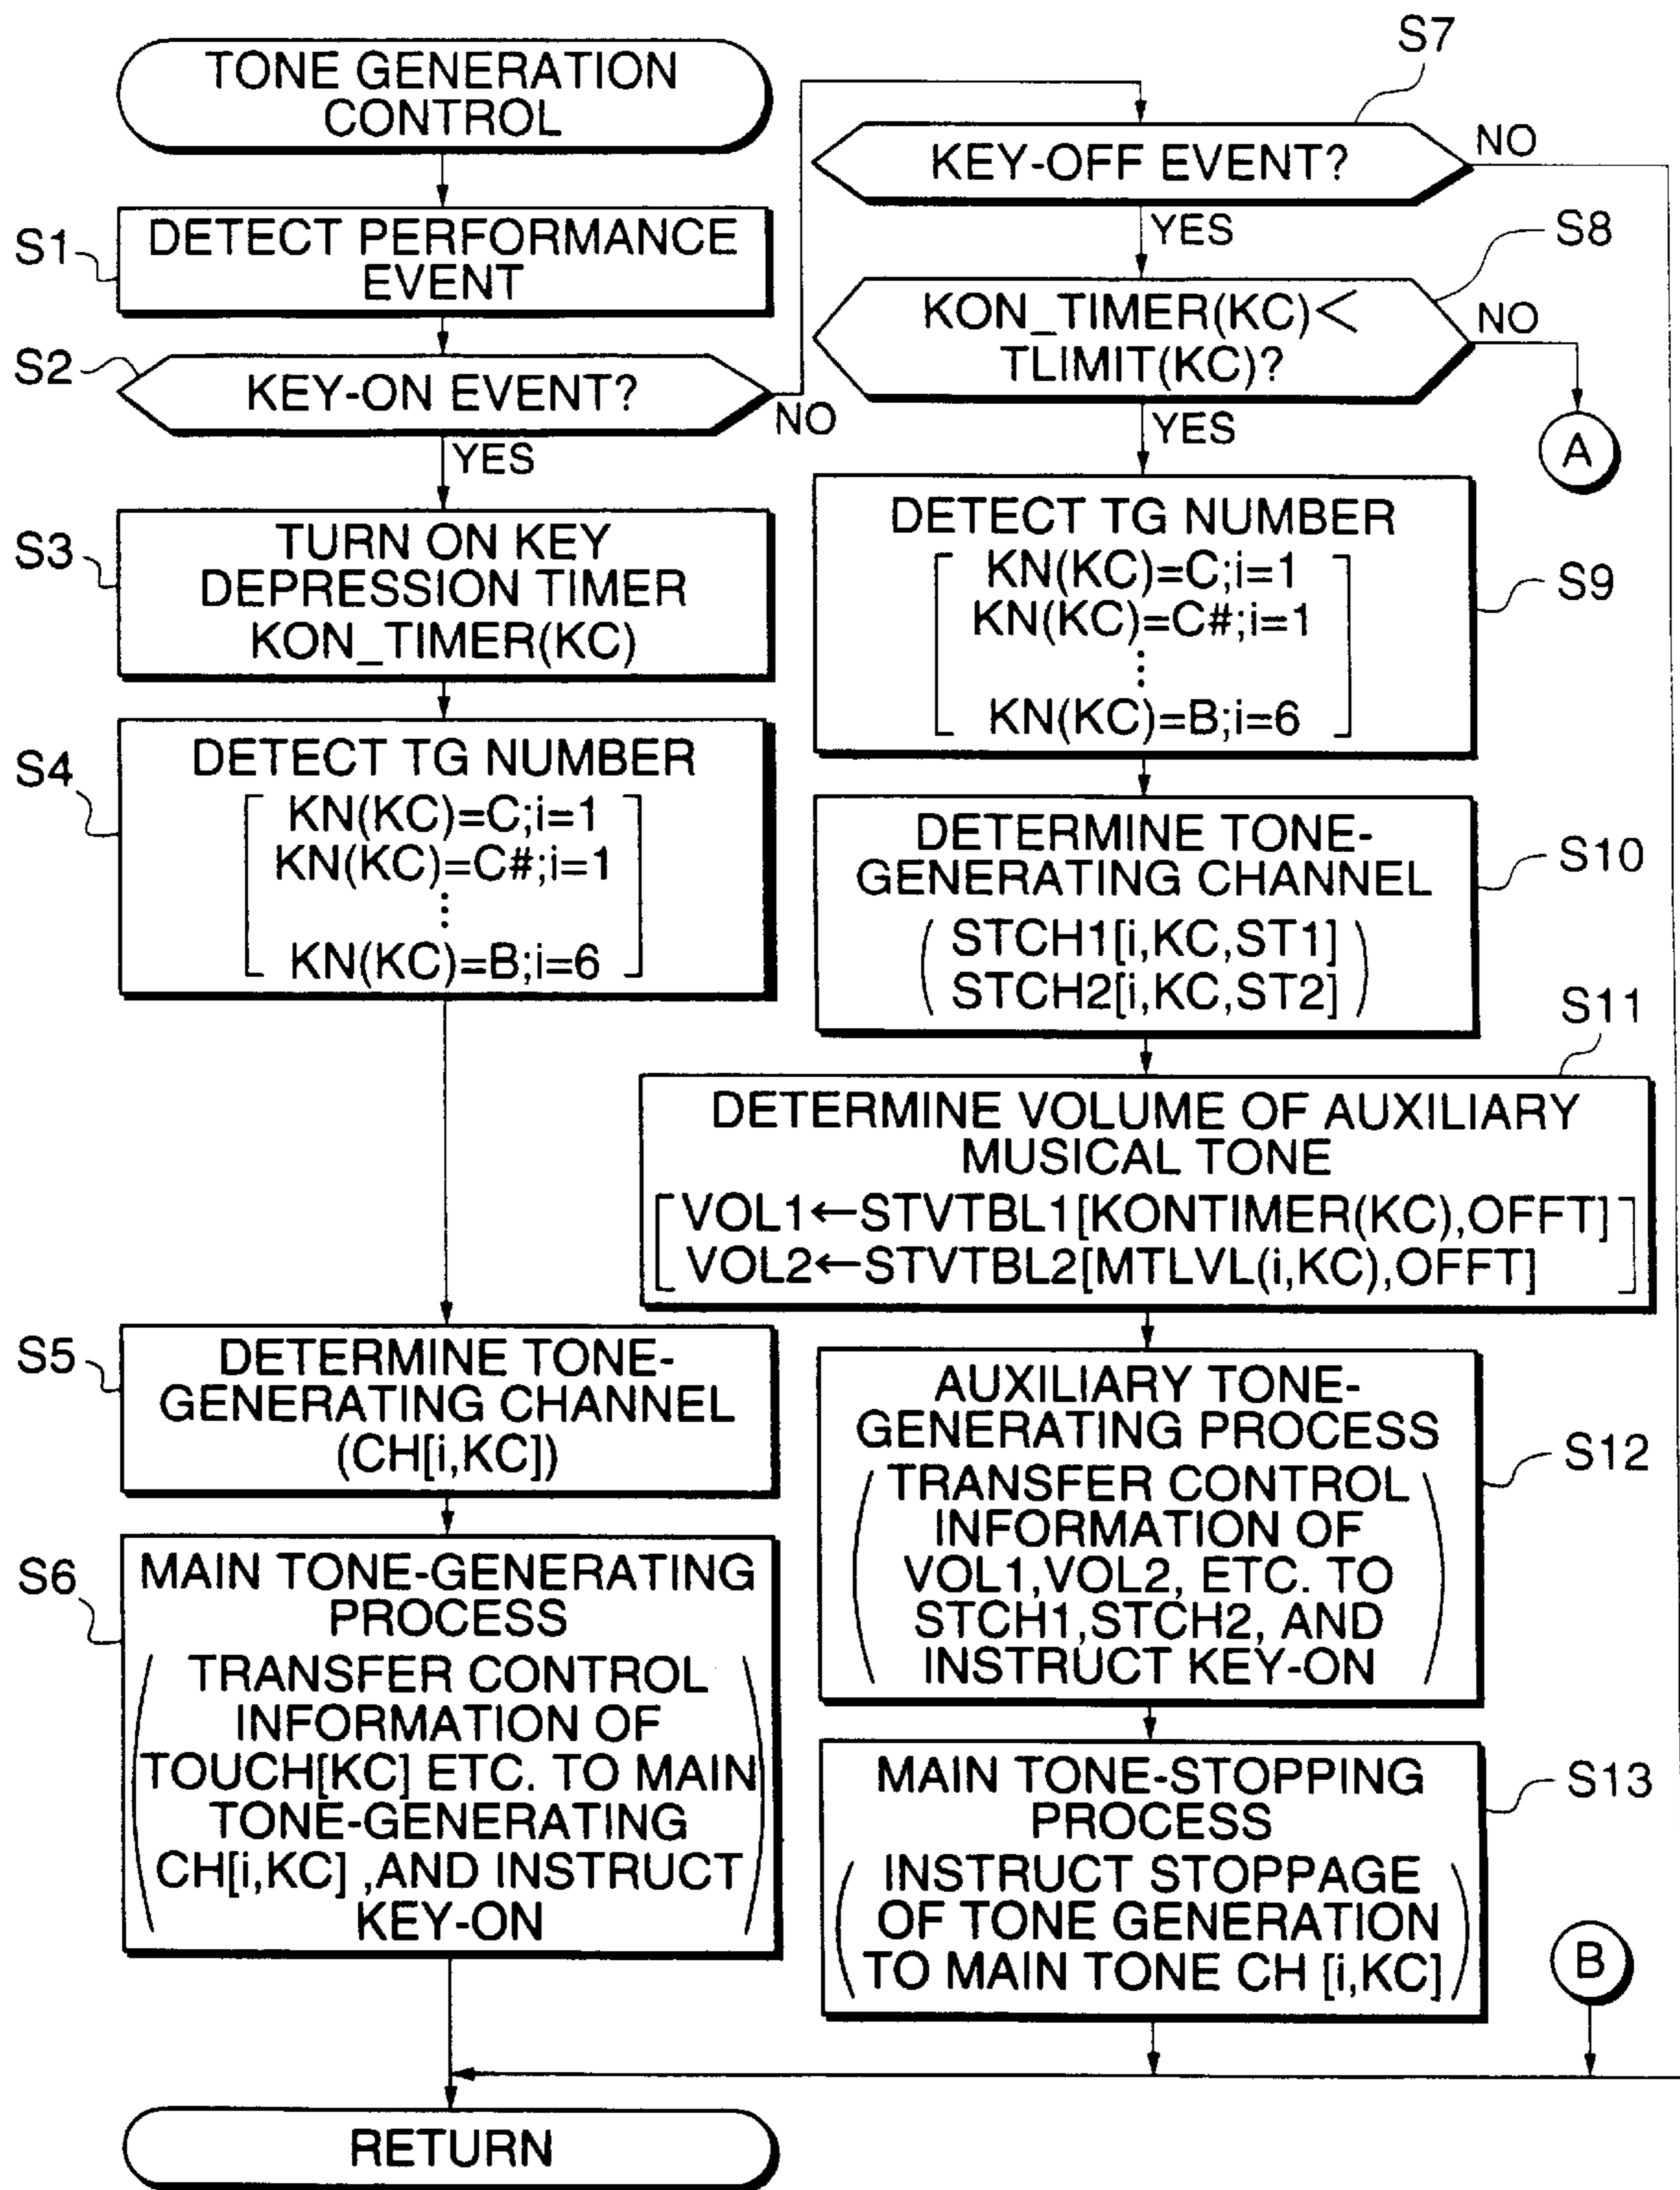 TONE GENERATION
CONTROL
S1
DETECT PERFORMANCE
EVENT
S2
KEY-ON EVENT?
NO
YES
S3
TURN ON KEY
DEPRESSION TIMER
KON_TIMER(KC)
S4
DETECT TG NUMBER
KN(KC)=C;i=1
KN(KC)=C#;i=1
⋮
KN(KC)=B;i=6
S5
DETERMINE TONE-
GENERATING CHANNEL
(CH[i,KC])
S6
MAIN TONE-GENERATING
PROCESS
TRANSFER CONTROL
INFORMATION OF
TOUCH[KC] ETC. TO MAIN
TONE-GENERATING
CH[i,KC] ,AND INSTRUCT
KEY-ON
RETURN
S7
KEY-OFF EVENT?
NO
YES
S8
KON_TIMER(KC)<
TLIMIT(KC)?
NO
A
YES
S9
DETECT TG NUMBER
KN(KC)=C;i=1
KN(KC)=C#;i=1
⋮
KN(KC)=B;i=6
S10
DETERMINE TONE-
GENERATING CHANNEL
(STCH1[i,KC,ST1]
STCH2[i,KC,ST2])
S11
DETERMINE VOLUME OF AUXILIARY
MUSICAL TONE
[VOL1←STVTBL1[KONTIMER(KC),OFFT]
VOL2←STVTBL2[MTLVL(i,KC),OFFT]]
S12
AUXILIARY TONE-
GENERATING PROCESS
(TRANSFER CONTROL
INFORMATION OF
VOL1,VOL2, ETC. TO
STCH1,STCH2, AND
INSTRUCT KEY-ON)
S13
MAIN TONE-STOPPING
PROCESS
(INSTRUCT STOPPAGE
OF TONE GENERATION
TO MAIN TONE CH [i,KC])
B